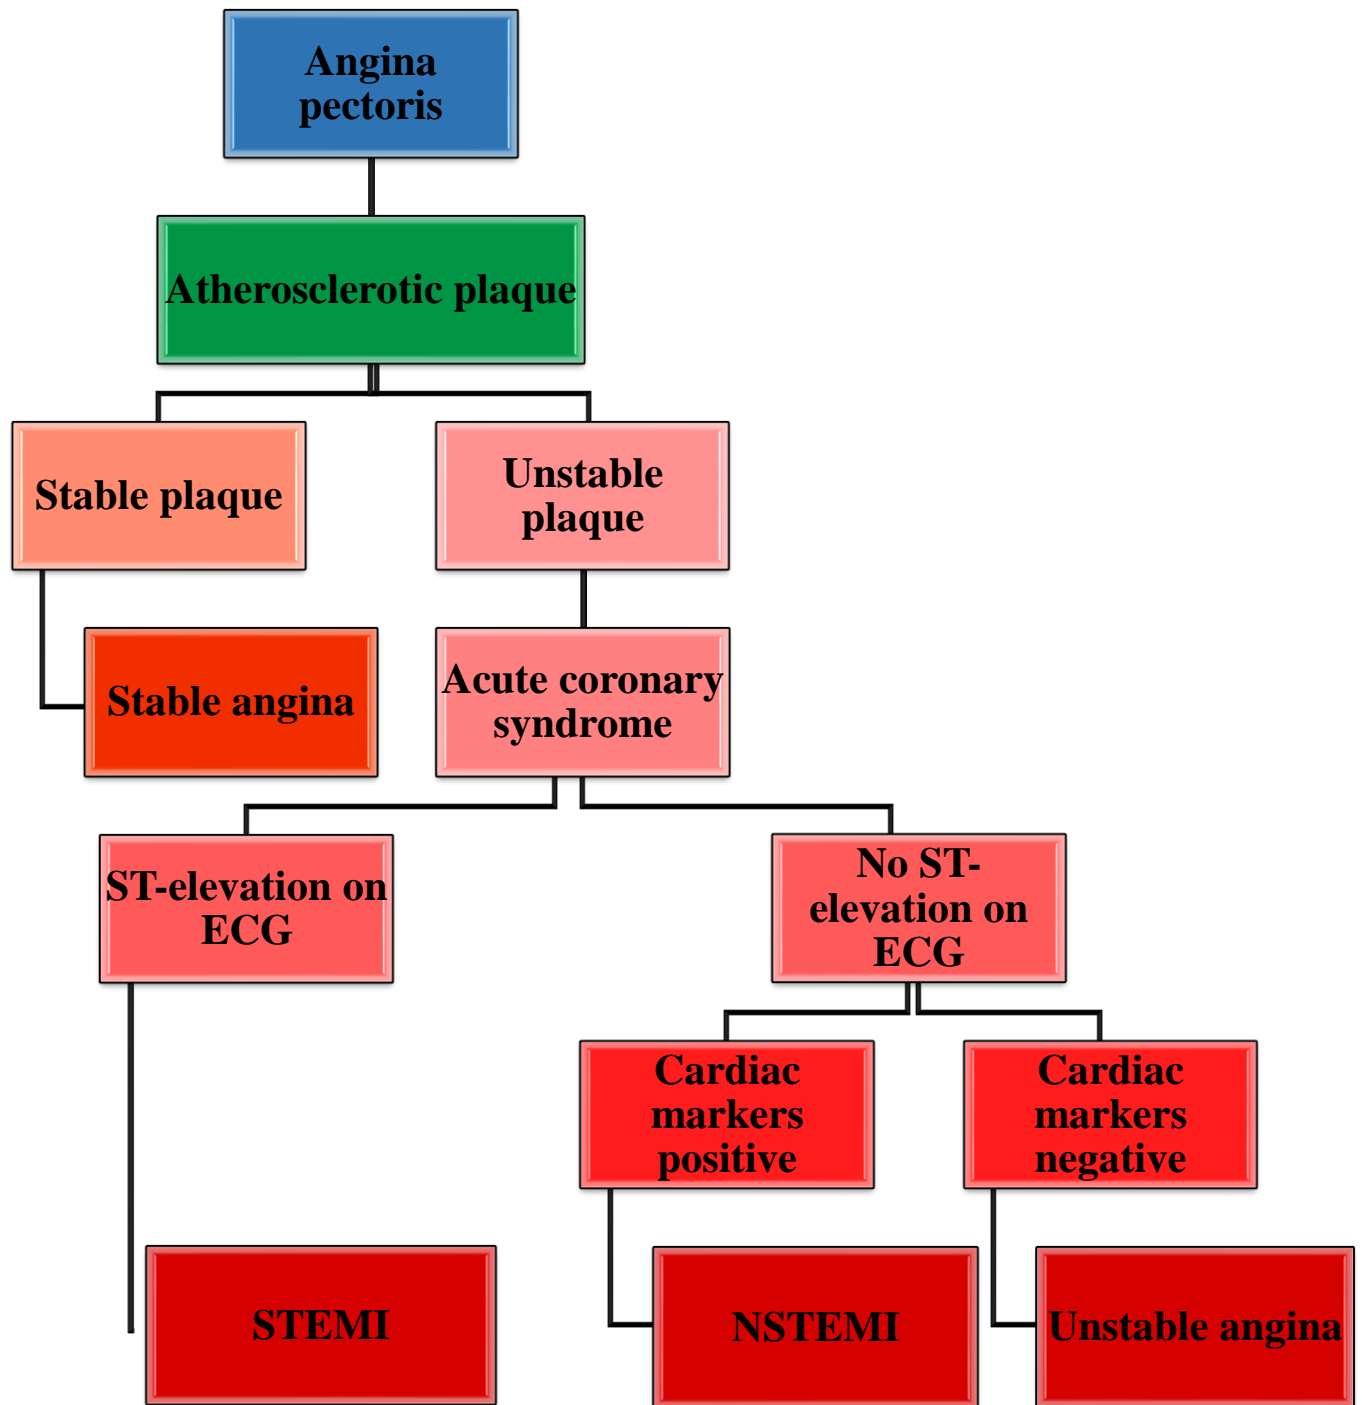 Angina
pectoris
Atherosclerotic plaque
Stable plaque
Unstable
plaque
Stable angina
Acute coronary
syndrome
ST-elevation on
ECG
No ST-
elevation on
ECG
Cardiac
markers
positive
Cardiac
markers
negative
STEMI
NSTEMI
Unstable angina